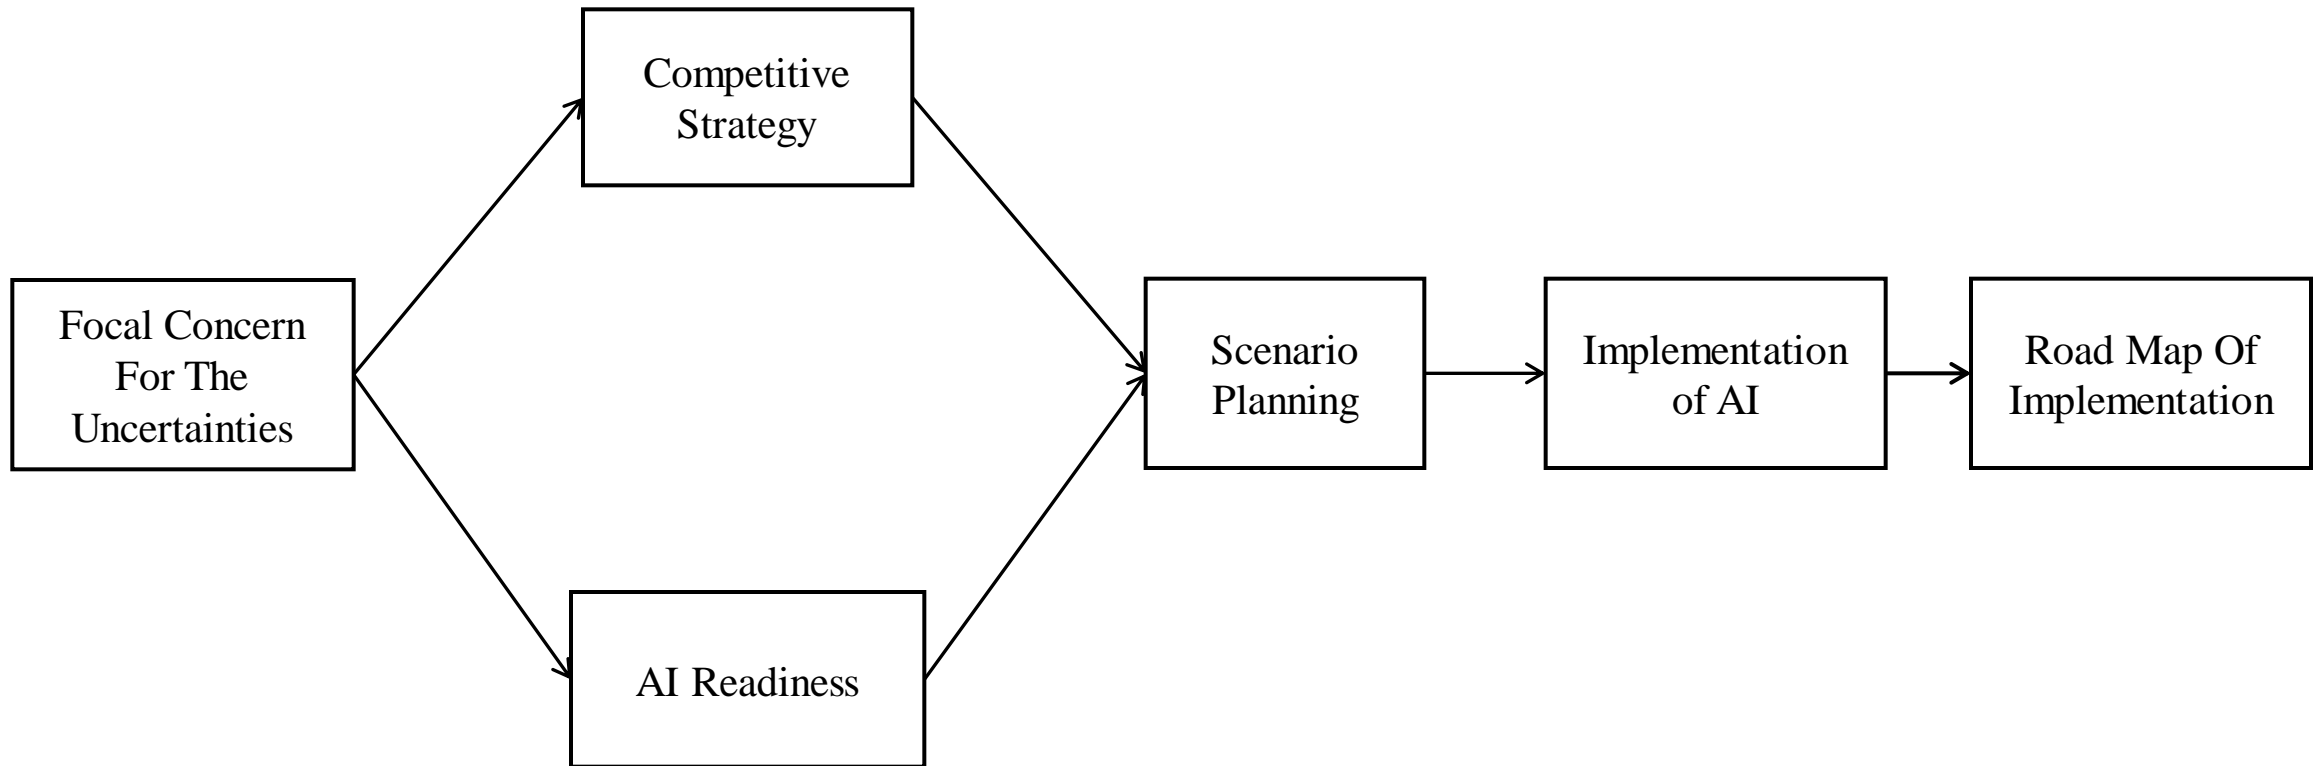 Competitive
Strategy
Focal Concern
For The
Uncertainties
Scenario
Planning
Implementation
of AI
Road Map Of
Implementation
AI Readiness